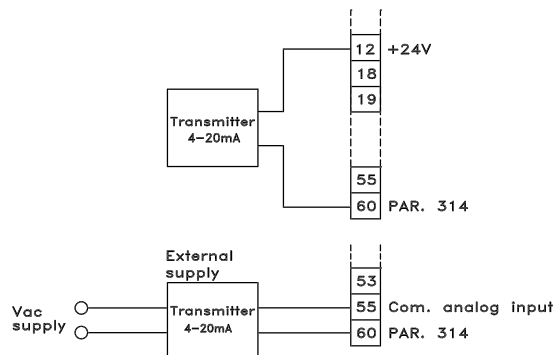 12 +24V
18
19
Transmitter
4-20mA
55
60 PAR. 314
External
supply
53
Vac
supply
Transmitter
4-20mA
55 Com. analog input
60 PAR. 314